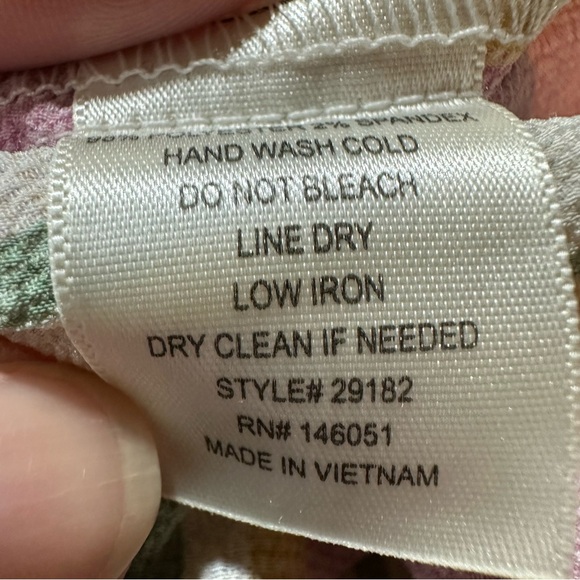 98% POLYESTER 2% SPANDEX
HAND WASH COLD
DO NOT BLEACH
LINE DRY
LOW IRON
DRY CLEAN IF NEEDED
STYLE# 29182
RN# 146051
MADE IN VIETNAM